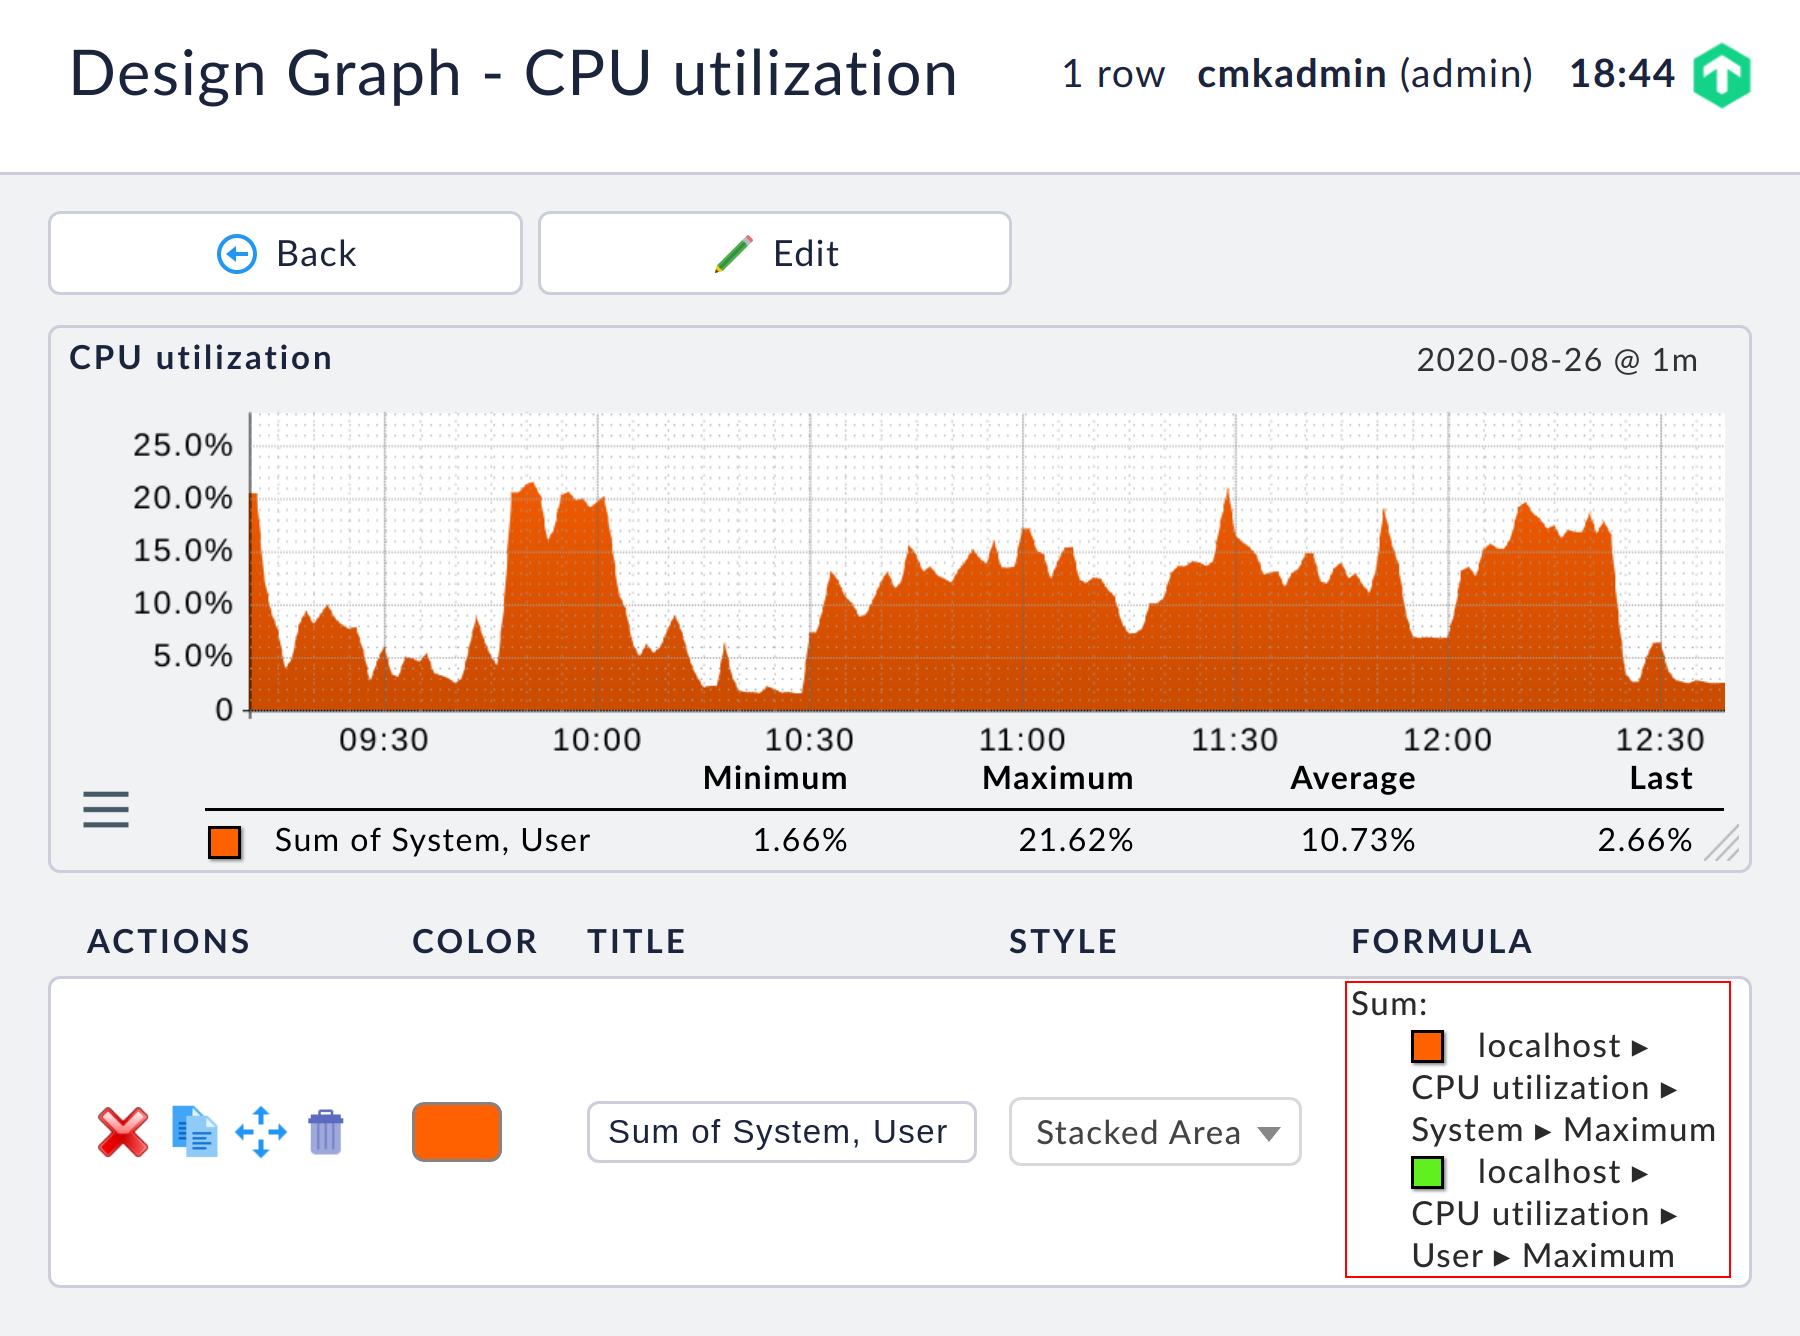 Design Graph - CPU utilization
1 row cmkadmin (admin) 18:44
Back
Edit
CPU utilization
2020-08-26 @ 1m
25.0%
20.0%
15.0%
10.0%
5.0%
0
09:30 10:00 10:30 11:00 11:30 12:00 12:30
Minimum Maximum Average Last
Sum of System, User 1.66% 21.62% 10.73% 2.66%
ACTIONS COLOR TITLE STYLE FORMULA
Sum of System, User
Stacked Area
Sum:
localhost ▸
CPU utilization ▸
System ▸ Maximum
localhost ▸
CPU utilization ▸
User ▸ Maximum